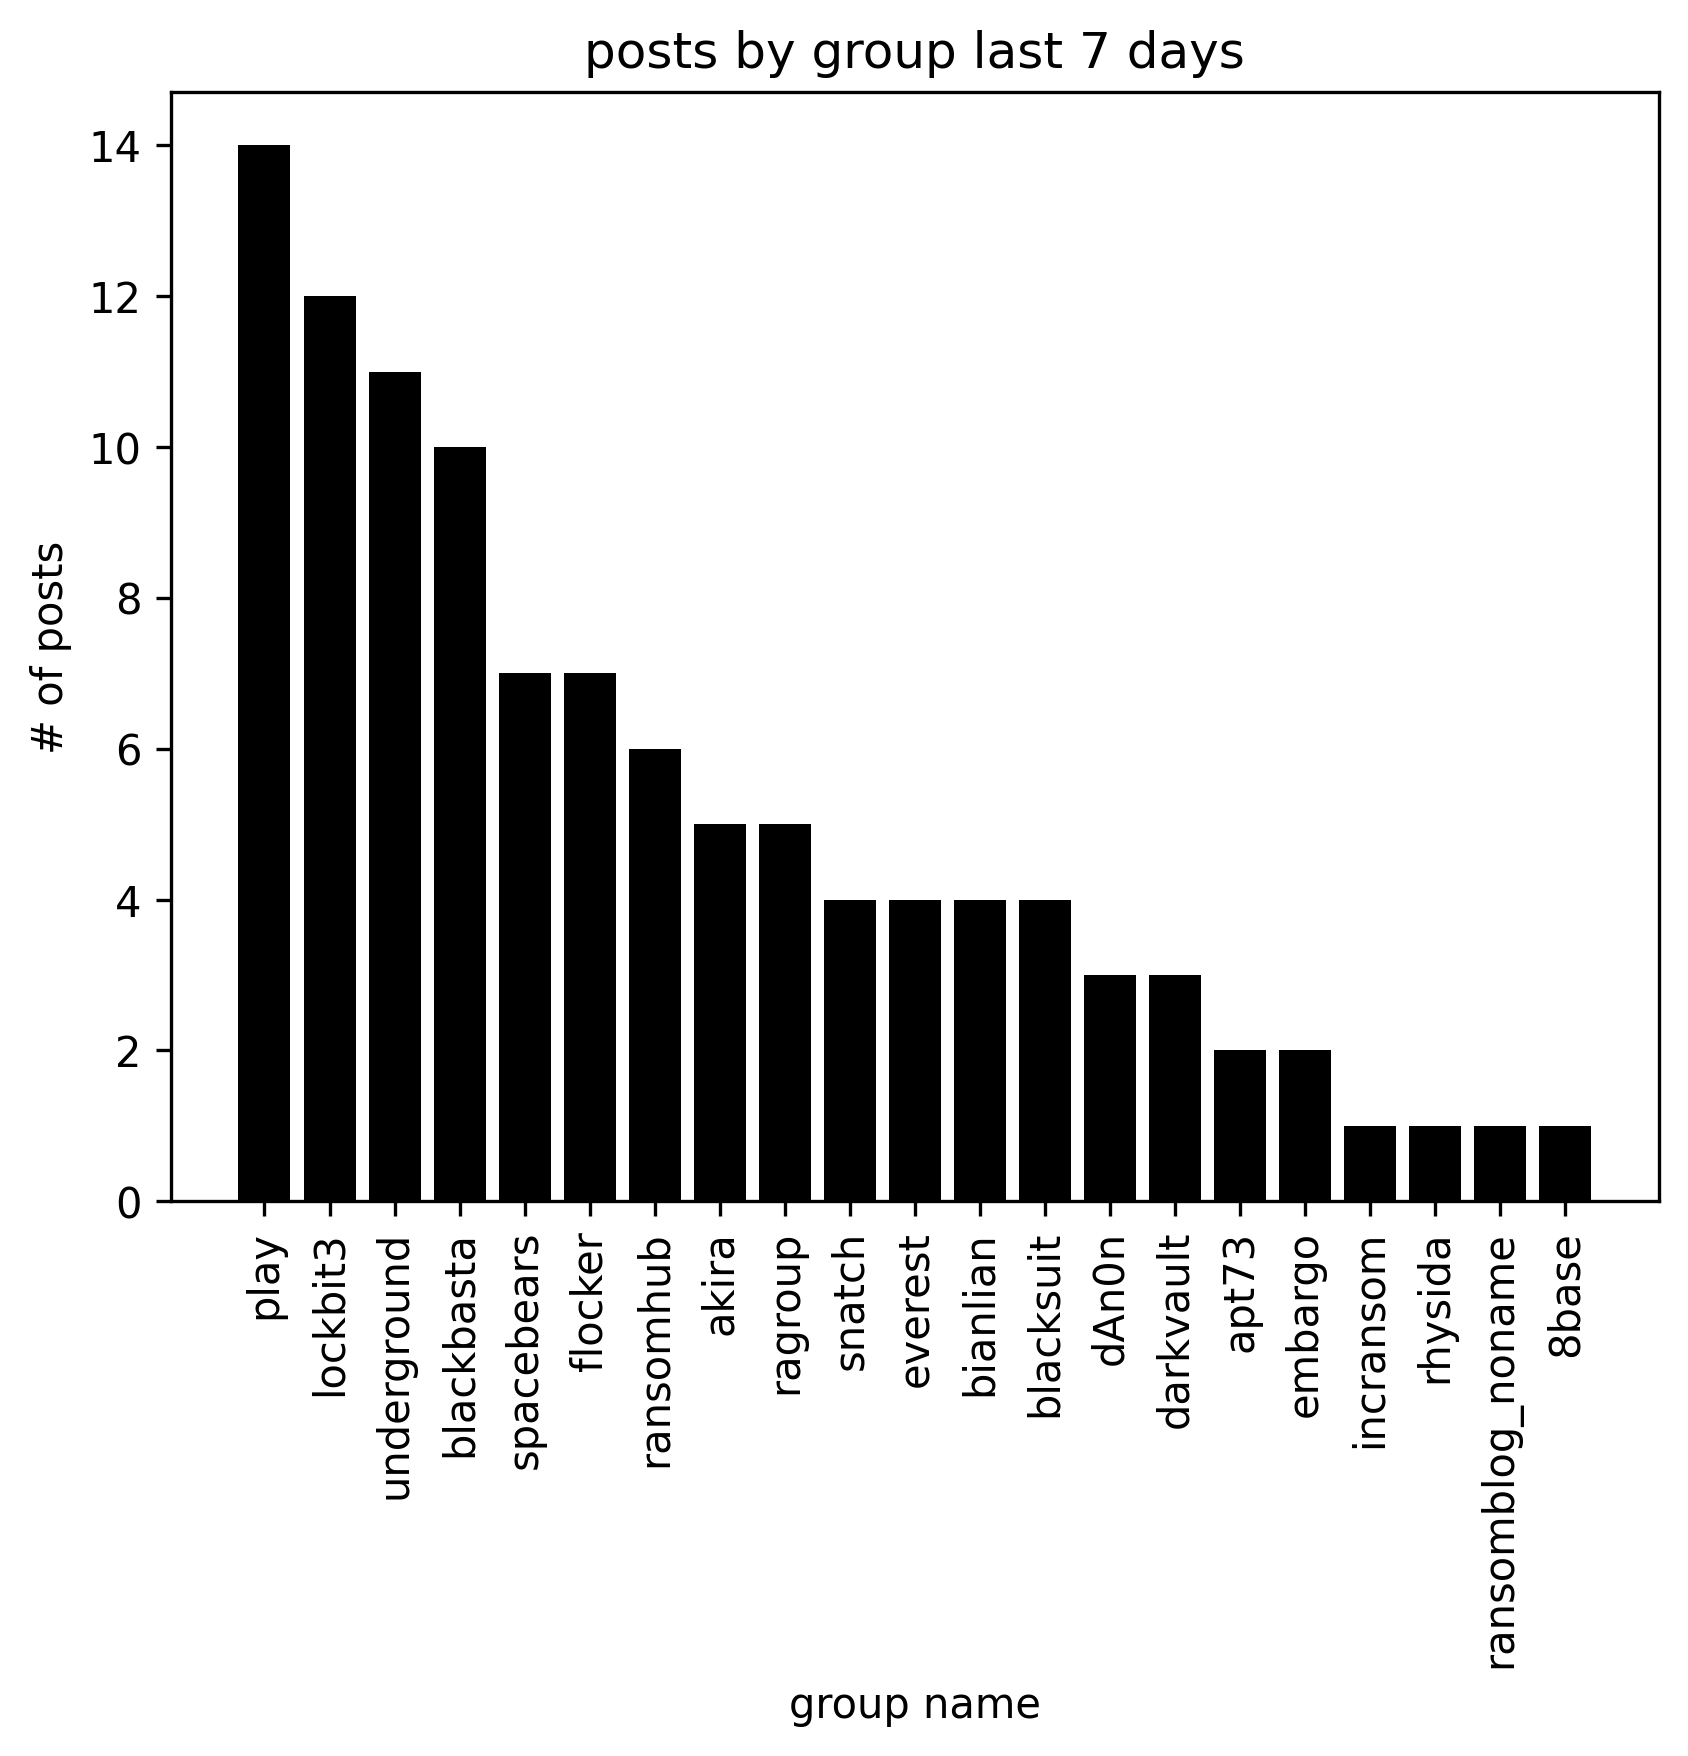 posts by group last 7 days
14
12
10
8
6
4
2
0
# of posts
play
lockbit3
underground
blackbasta
spacebears
flocker
ransomhub
akira
ragroup
snatch
everest
bianlian
blacksuit
dAn0n
darkvault
apt73
embargo
incransom
rhysida
ransomblog_noname
8base
group name